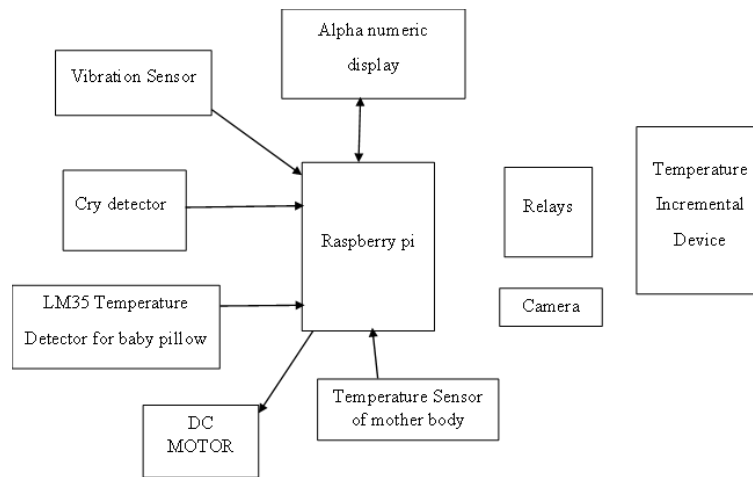 Alpha numeric
display
Vibration Sensor
Cry detector
Raspberry pi
Relays
Temperature
Incremental
Device
LM35 Temperature
Detector for baby pillow
Camera
DC
MOTOR
Temperature Sensor
of mother body